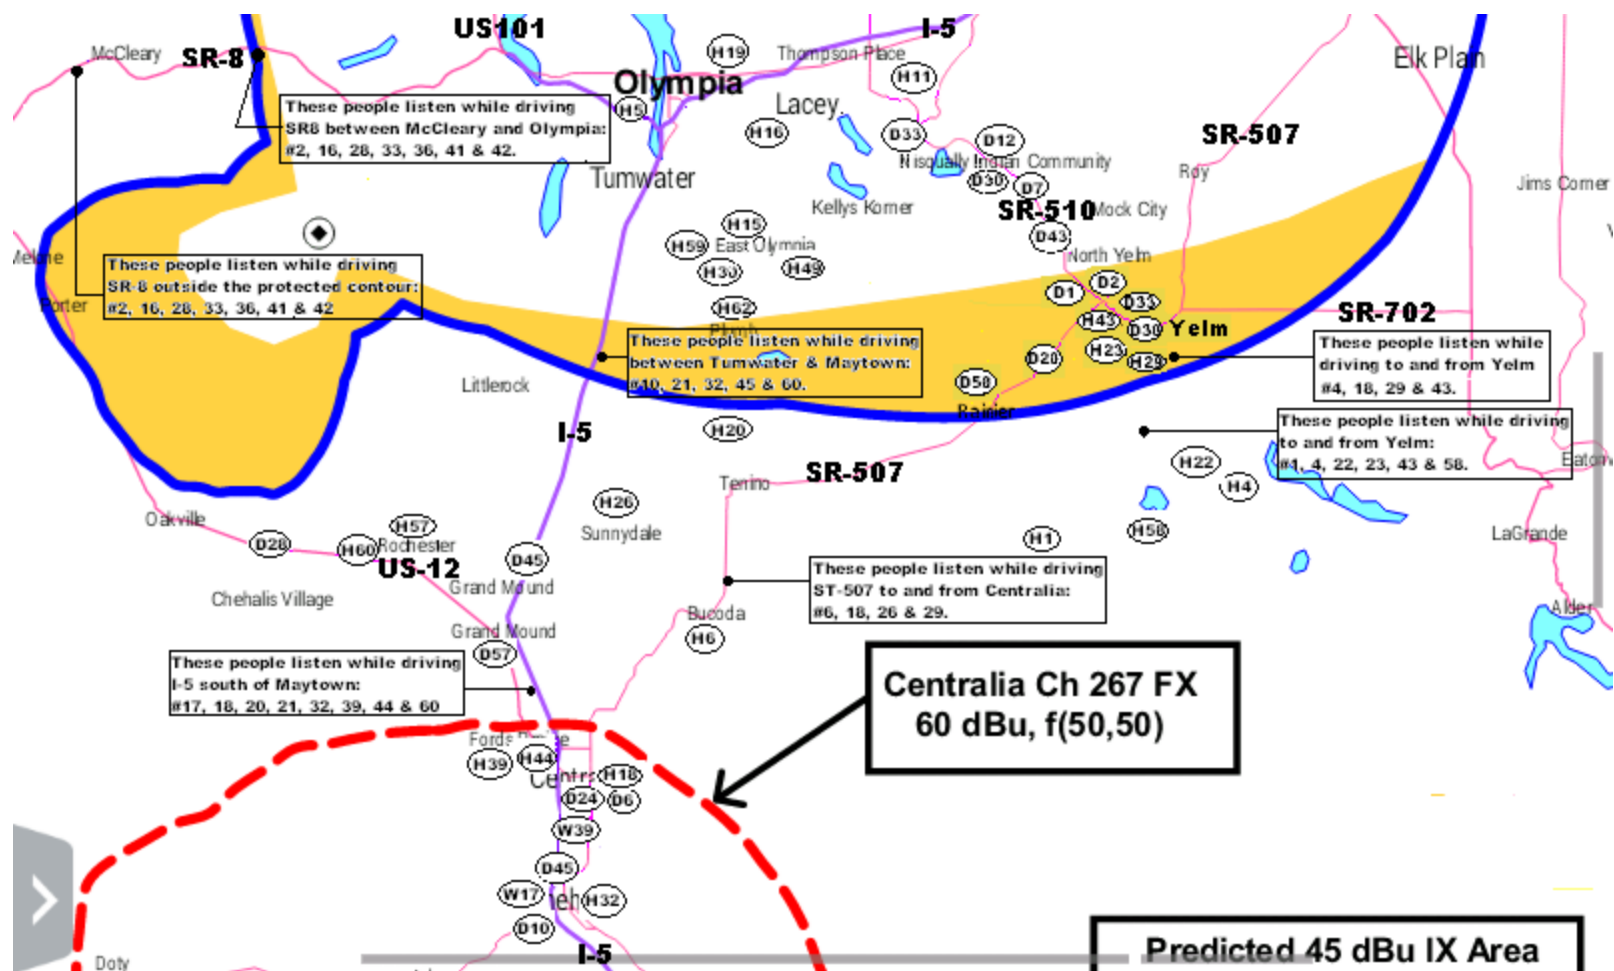 US101
I-5
McCleary
SR-8
H19
Thompson Place
Elk Plain
Olympia
H11
These people listen while driving
SR8 between McCleary and Olympia:
#2, 16, 28, 33, 36, 41 & 42.
H5
Lacey
H16
D33
D12
SR-507
Nisqually Indian Community
Tumwater
D30
D7
Roy
Jims Corner
Kellys Korner
SR-510
Mock City
H15
H59
East Olympia
D43
North Yelm
These people listen while driving
SR-8 outside the protected contour:
#2, 16, 28, 33, 36, 41 & 42
Porter
H30
H49
D1
D2
D33
H62
H43
D30
Yelm
SR-702
These people listen while driving
between Tumwater & Maytown:
#10, 21, 32, 45 & 60.
D20
H23
H29
These people listen while
driving to and from Yelm
#4, 18, 29 & 43.
Littlerock
D58
Rainier
I-5
H20
These people listen while driving
to and from Yelm:
#1, 4, 22, 23, 43 & 58.
SR-507
H22
H4
H26
Sunnydale
Oakville
H57
D28
H60
Rochester
US-12
D45
H1
H58
LaGrande
Grand Mound
Chehalis Village
These people listen while driving
ST-507 to and from Centralia:
#6, 18, 26 & 29.
Bucoda
H6
Alder
Grand Mound
D57
These people listen while driving
I-5 south of Maytown:
#17, 18, 20, 21, 32, 39, 44 & 60
Centralia Ch 267 FX
60 dBu, f(50,50)
H39
H44
H18
D24
D6
W39
D45
W17
H32
D10
I-5
Doty
Predicted 45 dBu IX Area